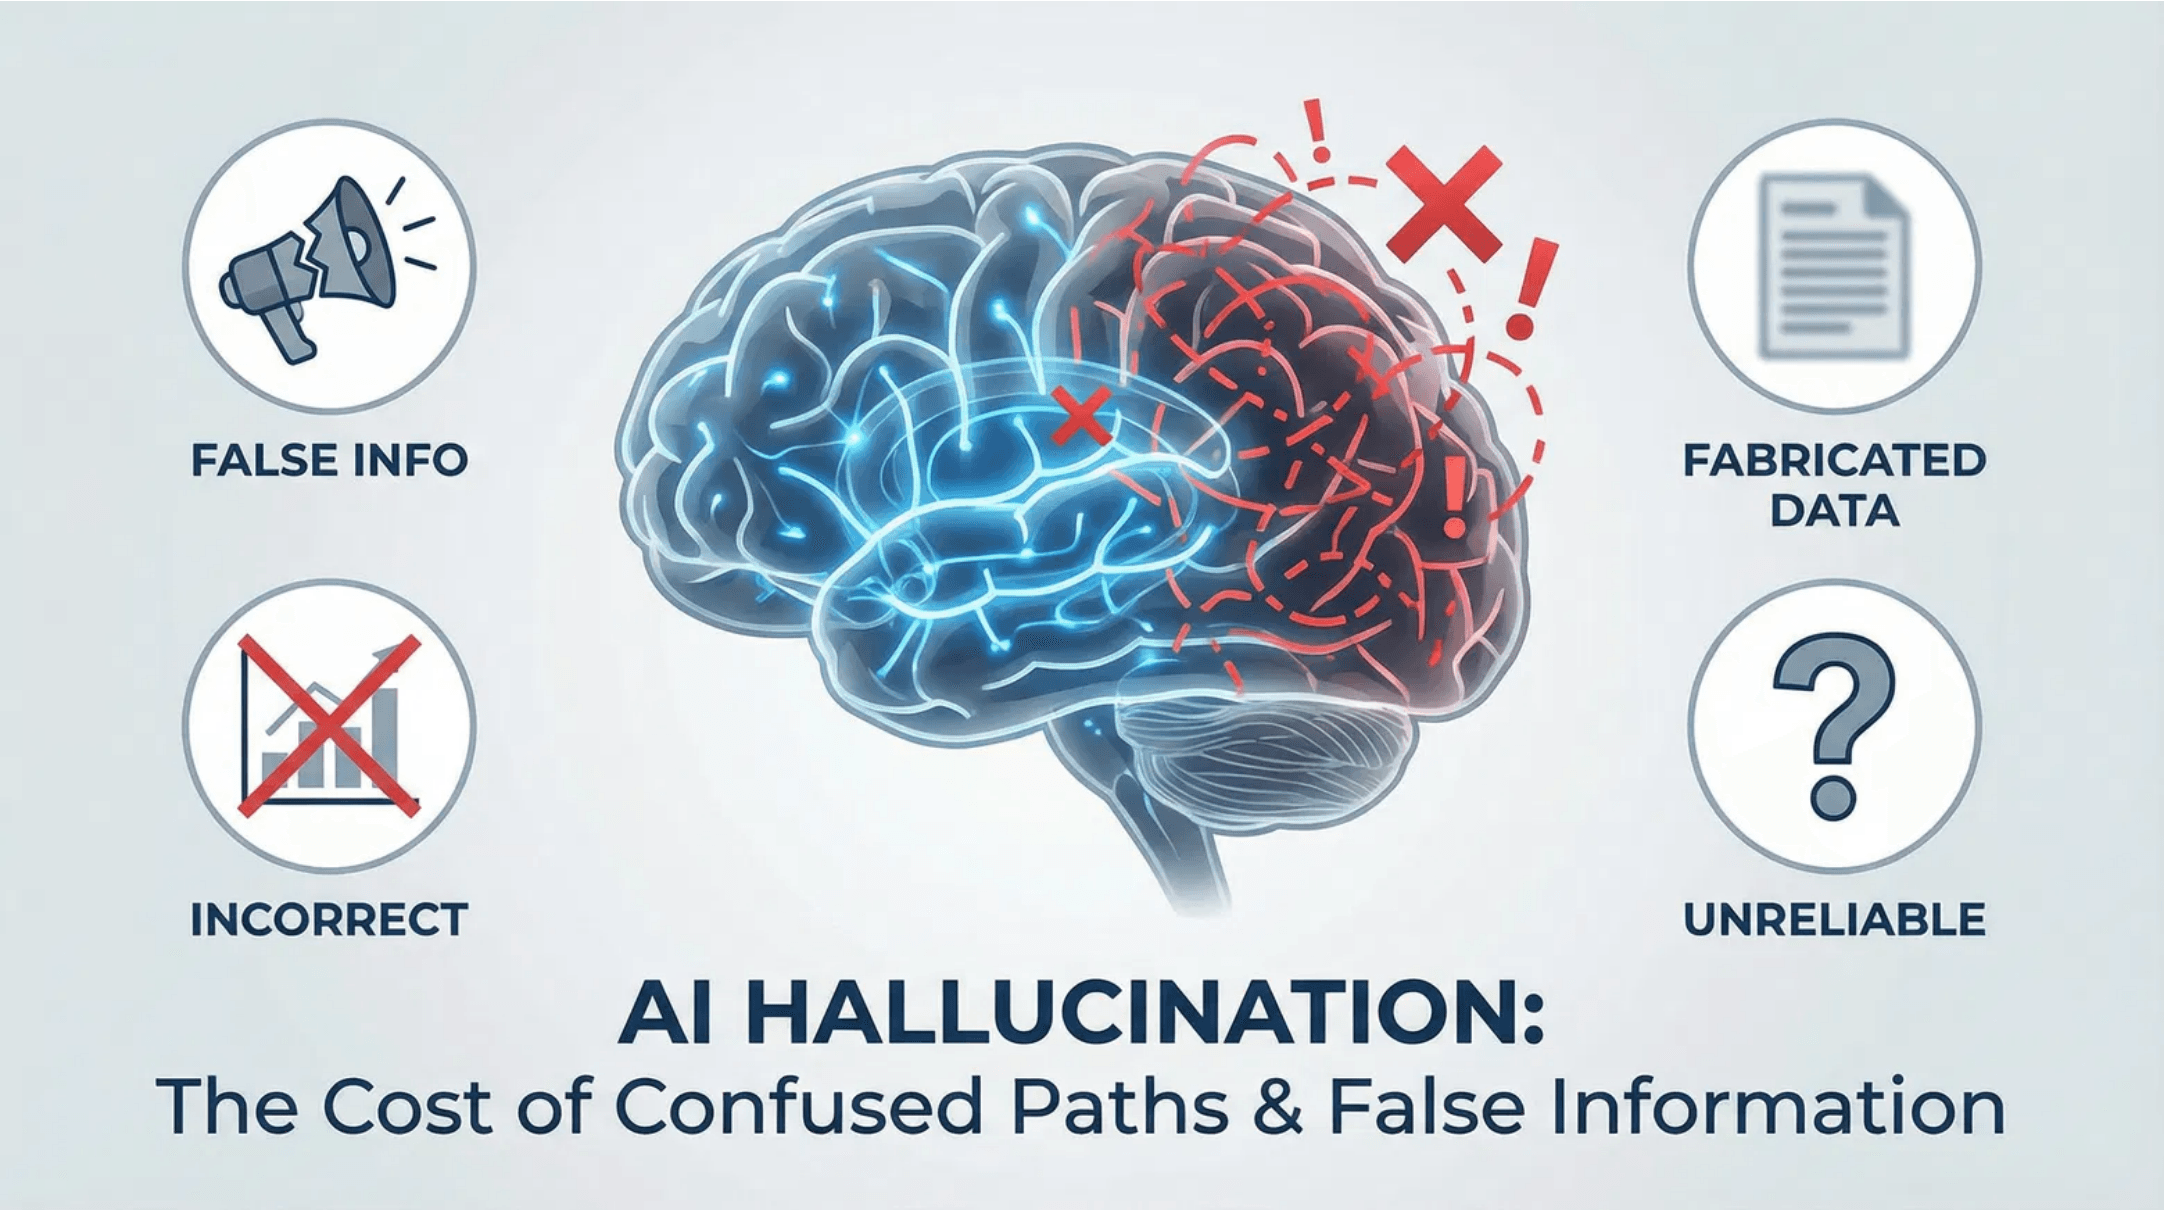 FALSE INFO
FABRICATED
DATA
INCORRECT
UNRELIABLE
AI HALLUCINATION:
The Cost of Confused Paths & False Information